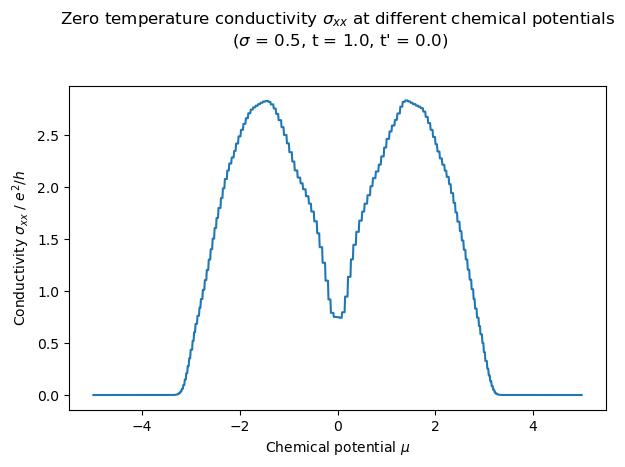 Zero temperature conductivity σxx at different chemical potentials
(σ = 0.5, t = 1.0, t' = 0.0)
Conductivity σxx / e²/h
2.5
2.0
1.5
1.0
0.5
0.0
−4 −2 0 2 4
Chemical potential μ